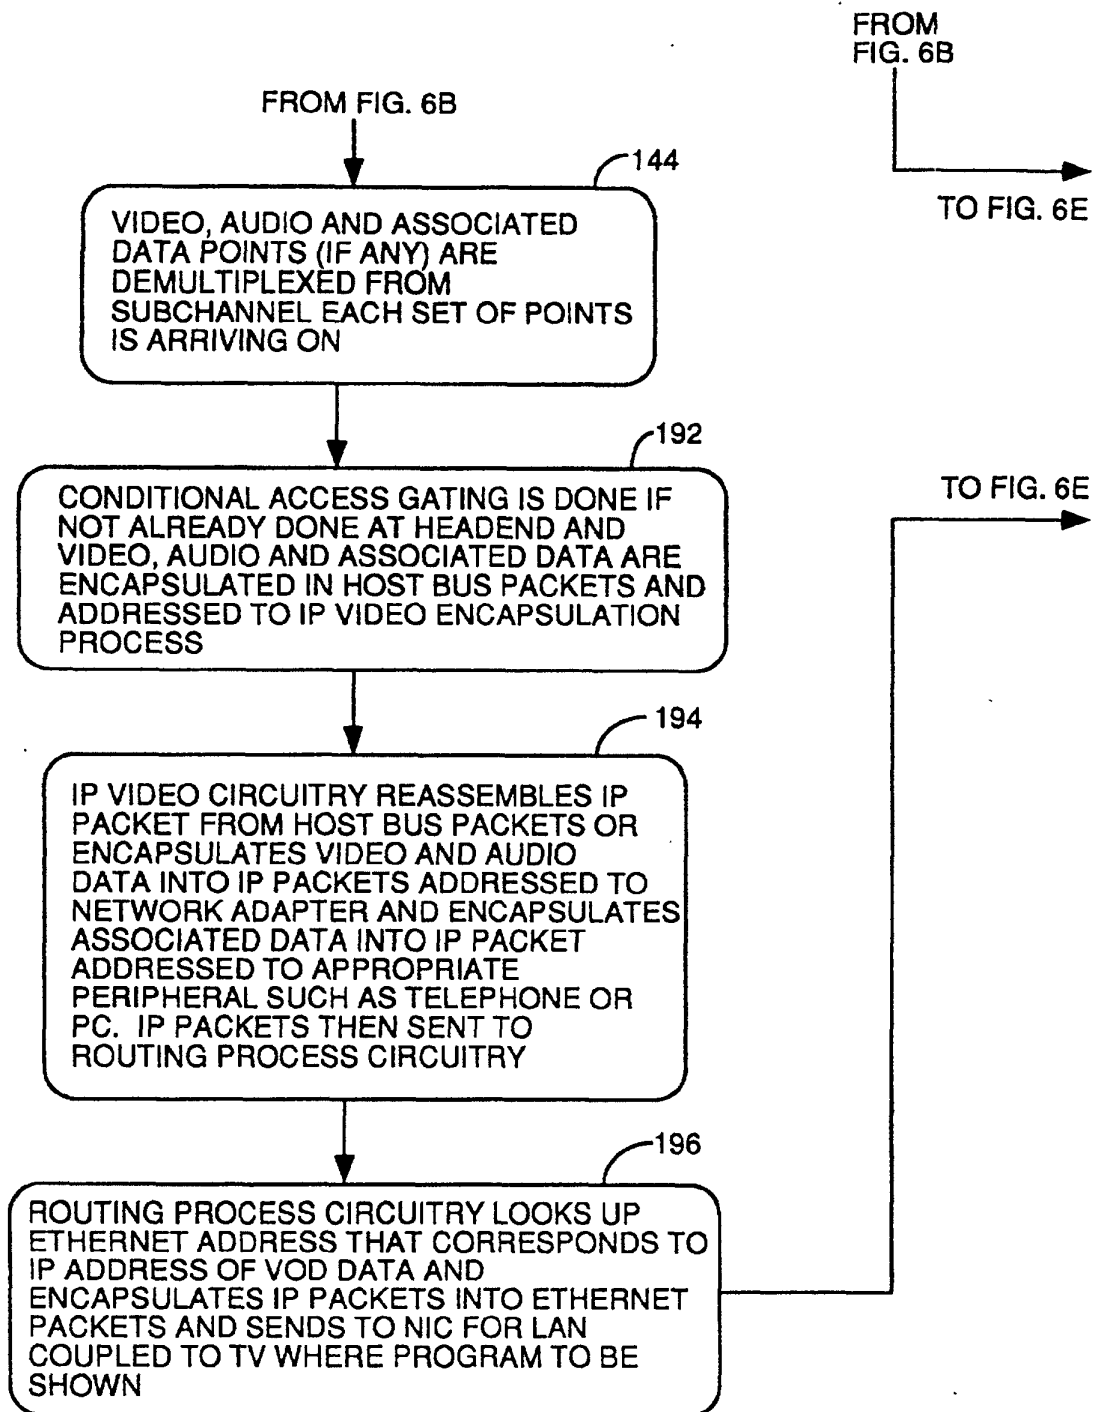 FROM
FIG. 6B
TO FIG. 6E
FROM FIG. 6B
144
VIDEO, AUDIO AND ASSOCIATED
DATA POINTS (IF ANY) ARE
DEMULTIPLEXED FROM
SUBCHANNEL EACH SET OF POINTS
IS ARRIVING ON
192
CONDITIONAL ACCESS GATING IS DONE IF
NOT ALREADY DONE AT HEADEND AND
VIDEO, AUDIO AND ASSOCIATED DATA ARE
ENCAPSULATED IN HOST BUS PACKETS AND
ADDRESSED TO IP VIDEO ENCAPSULATION
PROCESS
194
IP VIDEO CIRCUITRY REASSEMBLES IP
PACKET FROM HOST BUS PACKETS OR
ENCAPSULATES VIDEO AND AUDIO
DATA INTO IP PACKETS ADDRESSED TO
NETWORK ADAPTER AND ENCAPSULATES
ASSOCIATED DATA INTO IP PACKET
ADDRESSED TO APPROPRIATE
PERIPHERAL SUCH AS TELEPHONE OR
PC. IP PACKETS THEN SENT TO
ROUTING PROCESS CIRCUITRY
196
ROUTING PROCESS CIRCUITRY LOOKS UP
ETHERNET ADDRESS THAT CORRESPONDS TO
IP ADDRESS OF VOD DATA AND
ENCAPSULATES IP PACKETS INTO ETHERNET
PACKETS AND SENDS TO NIC FOR LAN
COUPLED TO TV WHERE PROGRAM TO BE
SHOWN
TO FIG. 6E